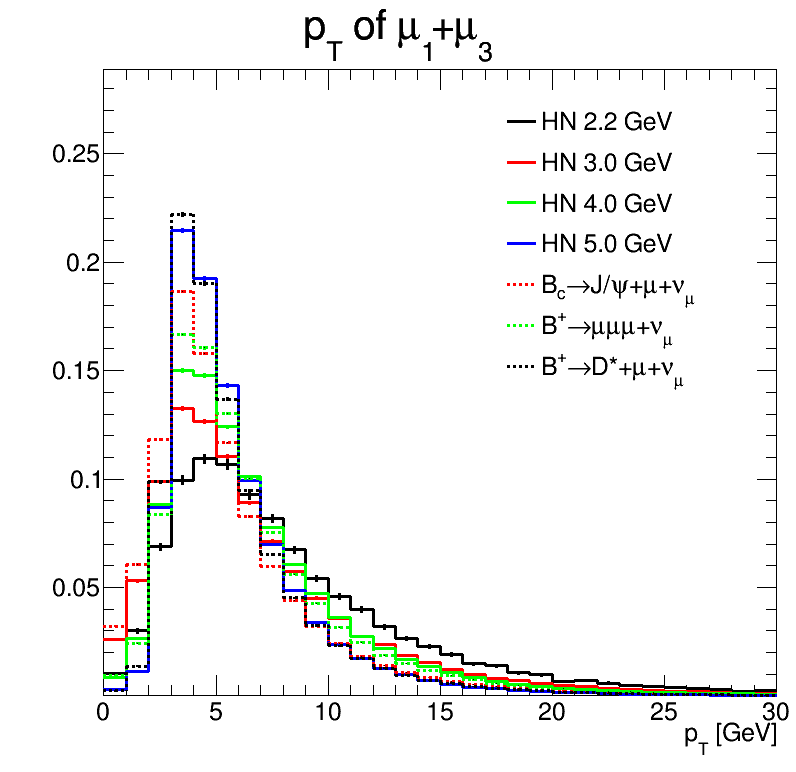 p_T of μ_1+μ_3
HN 2.2 GeV
HN 3.0 GeV
HN 4.0 GeV
HN 5.0 GeV
B_c→J/ψ+μ+ν_μ
B^+→μμμ+ν_μ
B^+→D*+μ+ν_μ
0.25
0.2
0.15
0.1
0.05
0 5 10 15 20 25 30
p_T [GeV]